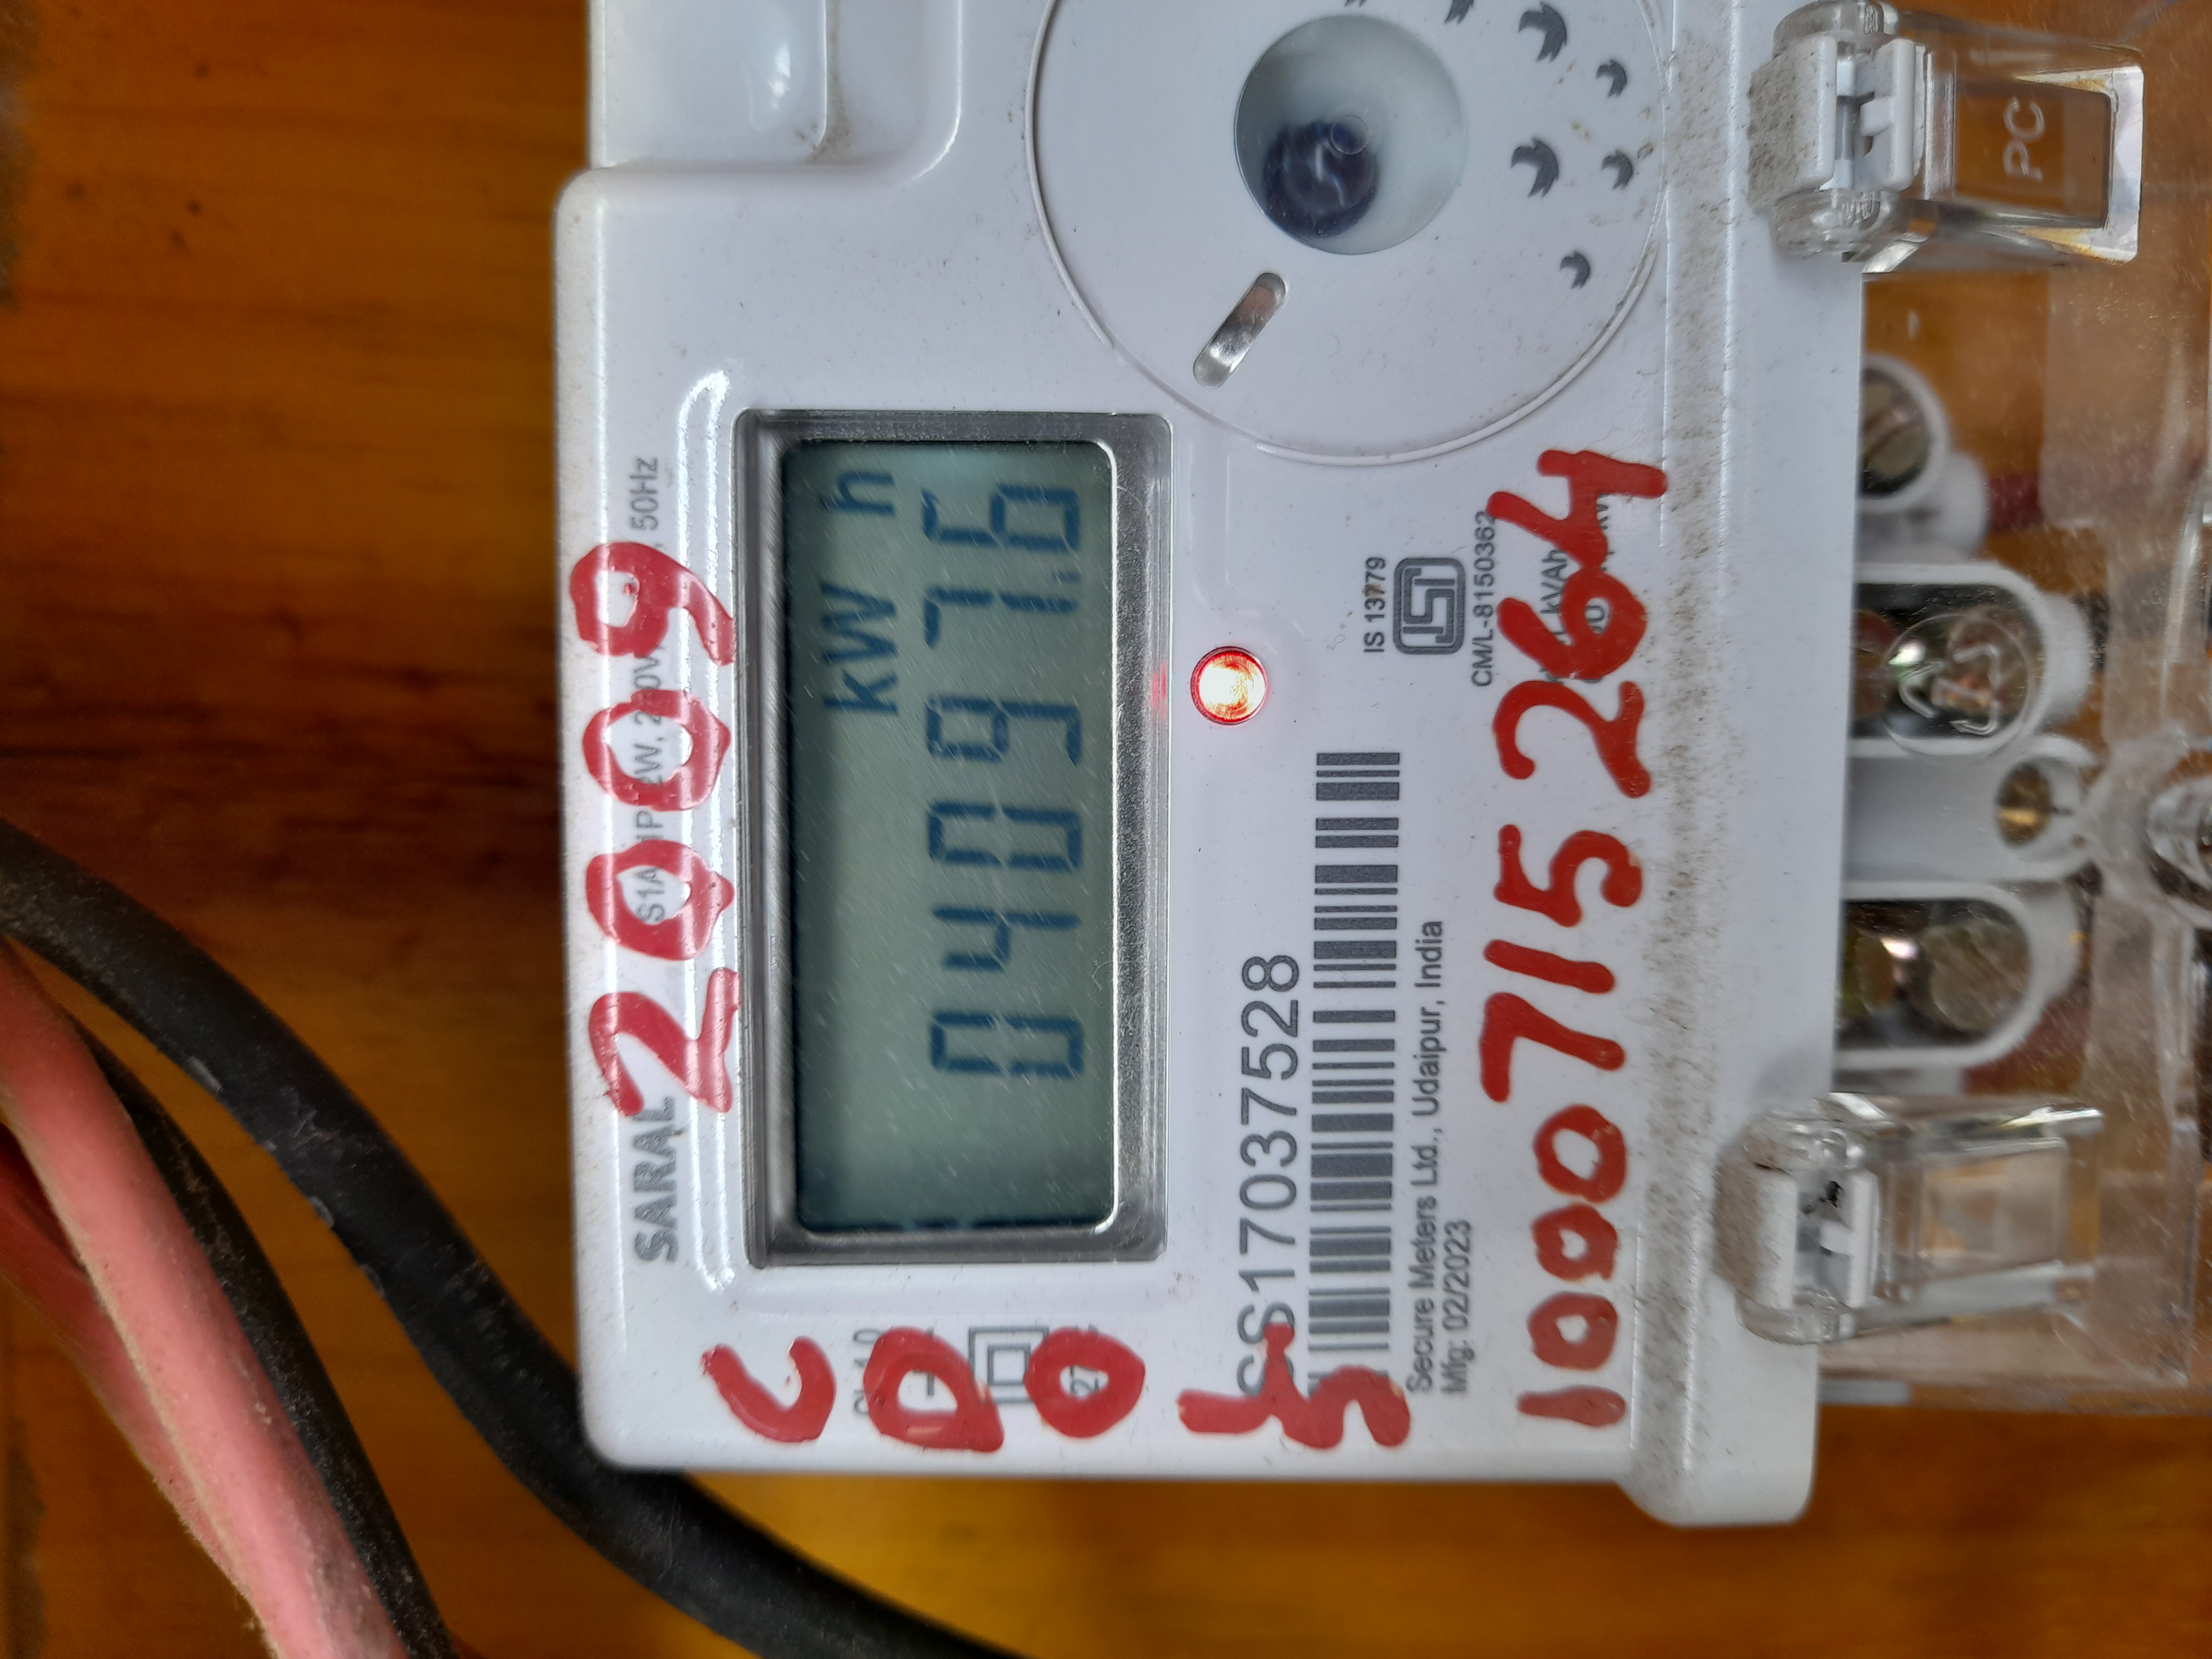 2009
SARAL
50Hz
kW h
04097.6
C
D
0
SS17037528
IS 13779
CM/L-8150362
Secure Meters Ltd., Udaipur, India
Mfg: 02/2023
1000715264
PC